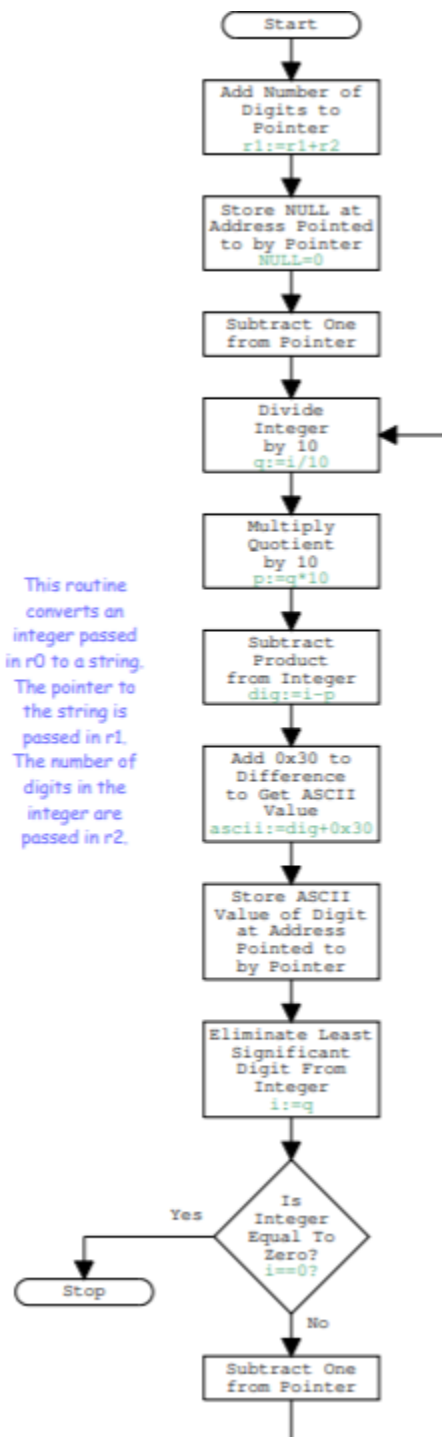 Start
Add Number of
Digits to
Pointer
r1:=r1+r2
Store NULL at
Address Pointed
to by Pointer
NULL=0
Subtract One
from Pointer
Divide
Integer
by 10
q:=i/10
Multiply
Quotient
by 10
p:=q*10
This routine
converts an
integer passed
in r0 to a string.
The pointer to
the string is
passed in r1.
The number of
digits in the
integer are
passed in r2.
Subtract
Product
from Integer
dig:=i-p
Add 0x30 to
Difference
to Get ASCII
Value
ascii:=dig+0x30
Store ASCII
Value of Digit
at Address
Pointed to
by Pointer
Eliminate Least
Significant
Digit From
Integer
i:=q
Is
Integer
Equal To
Zero?
i==0?
Yes
Stop
No
Subtract One
from Pointer